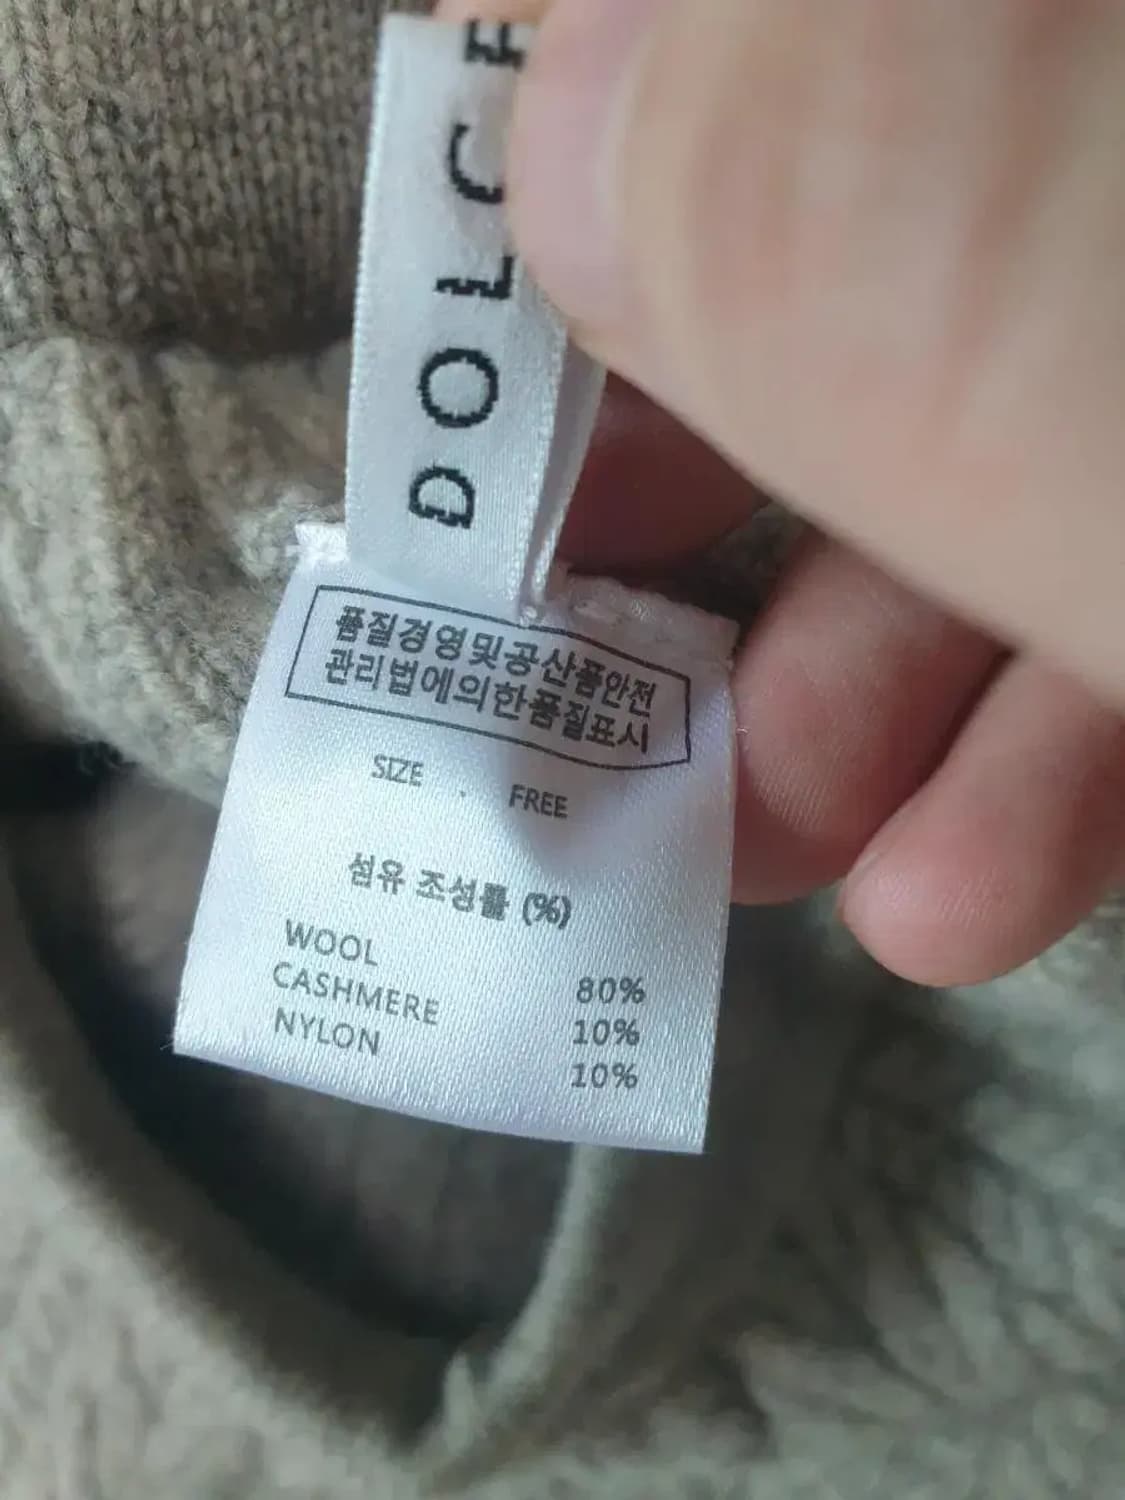 DOLCE
품질경영및공산품안전
관리법에의한품질표시
SIZE . FREE
섬유 조성률 (%)
WOOL 80%
CASHMERE 10%
NYLON 10%